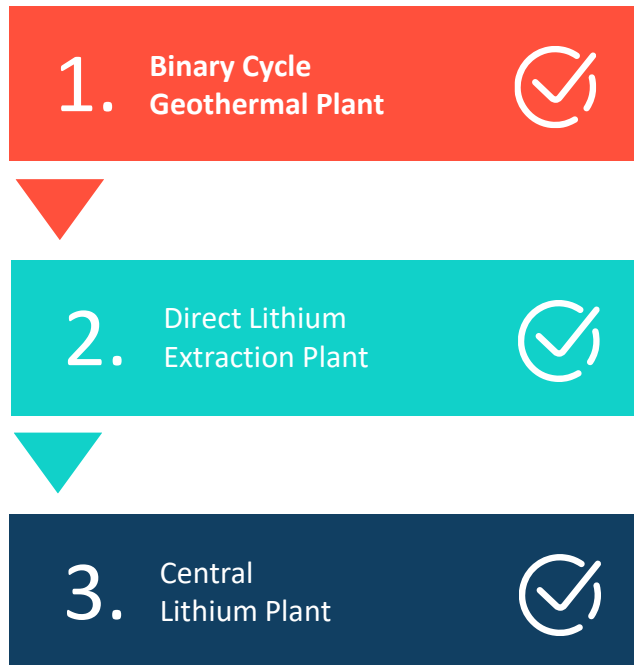 1.
Binary Cycle
Geothermal Plant
2.
Direct Lithium
Extraction Plant
3.
Central
Lithium Plant